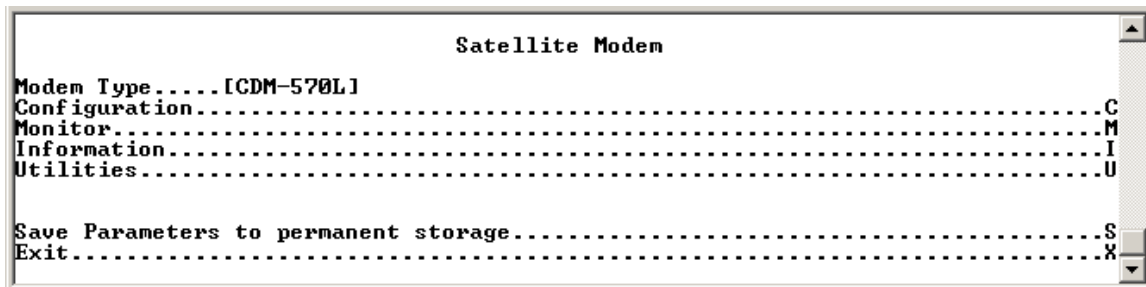 Satellite Modem
Modem Type.....[CDM-570L]
Configuration.....................................................................C
Monitor...........................................................................M
Information.......................................................................I
Utilities.........................................................................U
Save Parameters to permanent storage..............................................S
Exit..............................................................................X